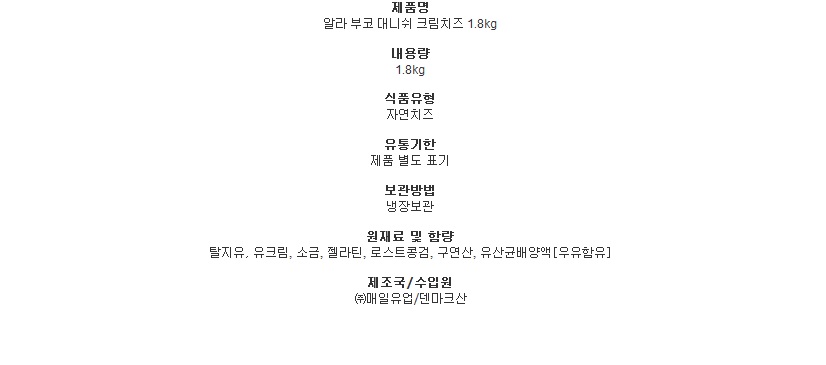 제품명
알라 부코 대니쉬 크림치즈 1.8kg
내용량
1.8kg
식품유형
자연치즈
유통기한
제품 별도 표기
보관방법
냉장보관
원재료 및 함량
탈지유, 유크림, 소금, 젤라틴, 로스트콩검, 구연산, 유산균배양액[우유함유]
제조국/수입원
㈜매일유업/덴마크산